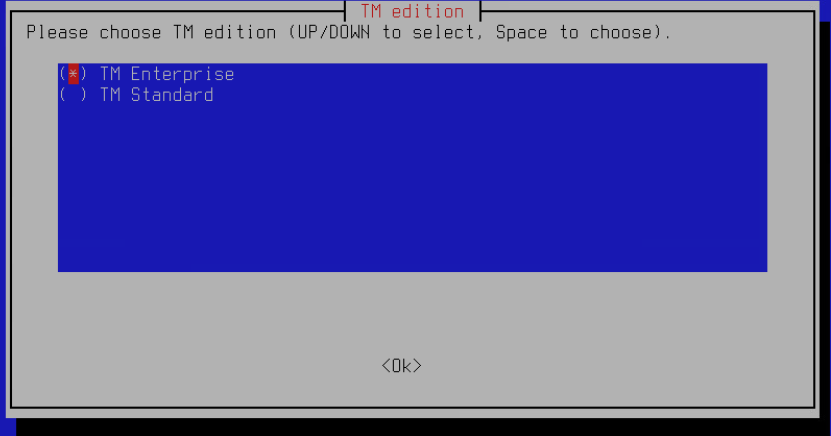 TM edition
Please choose TM edition (UP/DOWN to select, Space to choose).
(*) TM Enterprise
( ) TM Standard
<Ok>